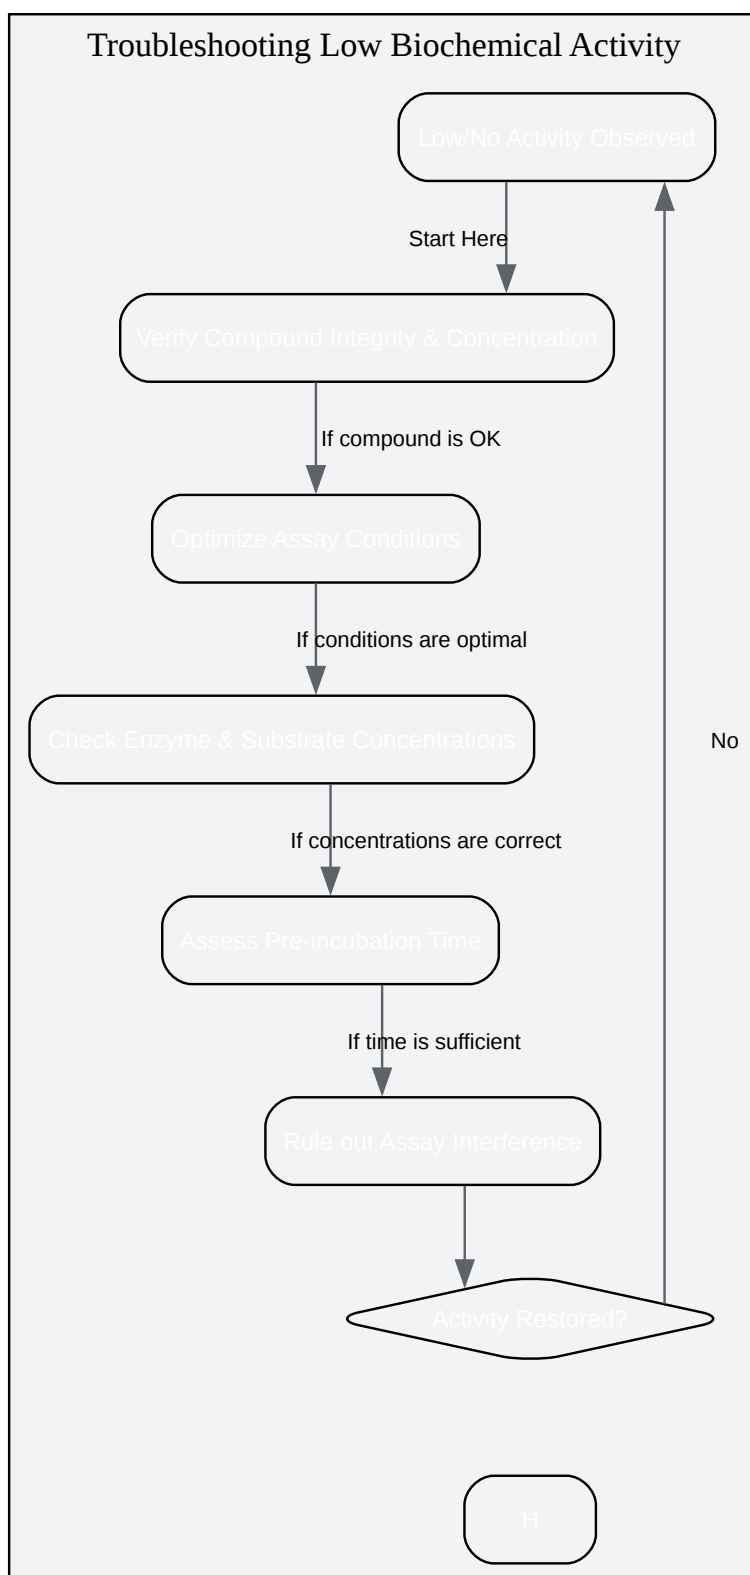 Troubleshooting Low Biochemical Activity
Low/No Activity Observed
Start Here
Verify Compound Integrity & Concentration
If compound is OK
Optimize Assay Conditions
If conditions are optimal
Check Enzyme & Substrate Concentrations
No
If concentrations are correct
Assess Pre-incubation Time
If time is sufficient
Rule out Assay Interference
Activity Restored?
H